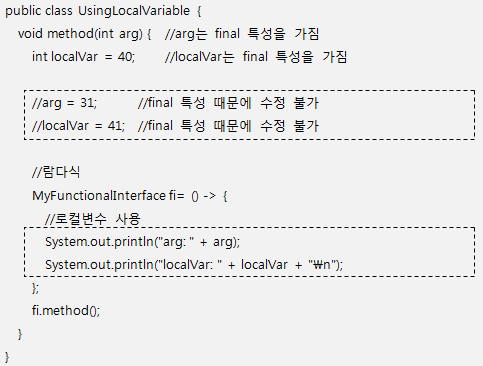 public class UsingLocalVariable {
void method(int arg) { //arg는 final 특성을 가짐
int localVar = 40; //localVar는 final 특성을 가짐
//arg = 31; //final 특성 때문에 수정 불가
//localVar = 41; //final 특성 때문에 수정 불가
//람다식
MyFunctionalInterface fi= () -> {
//로컬변수 사용
System.out.println("arg: " + arg);
System.out.println("localVar: " + localVar + "₩n");
};
fi.method();
}
}